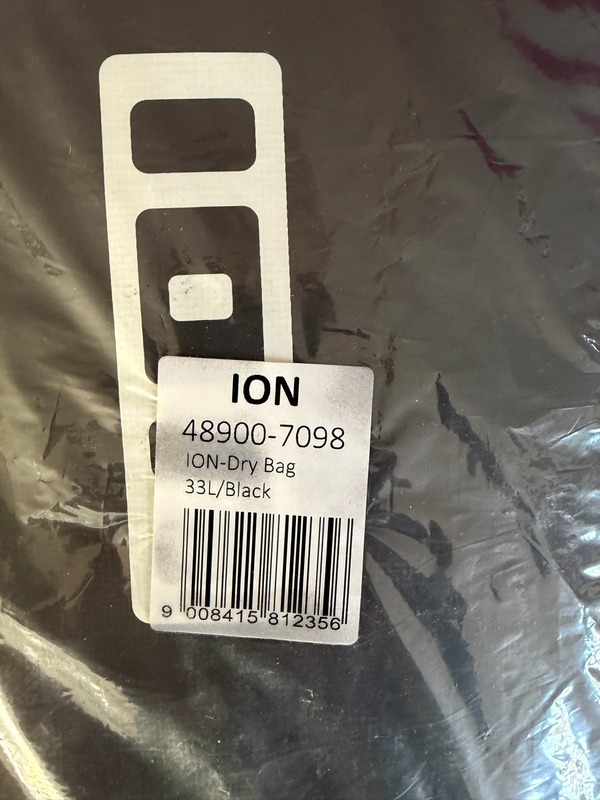 ION
48900-7098
ION-Dry Bag
33L/Black
9 008415 812356